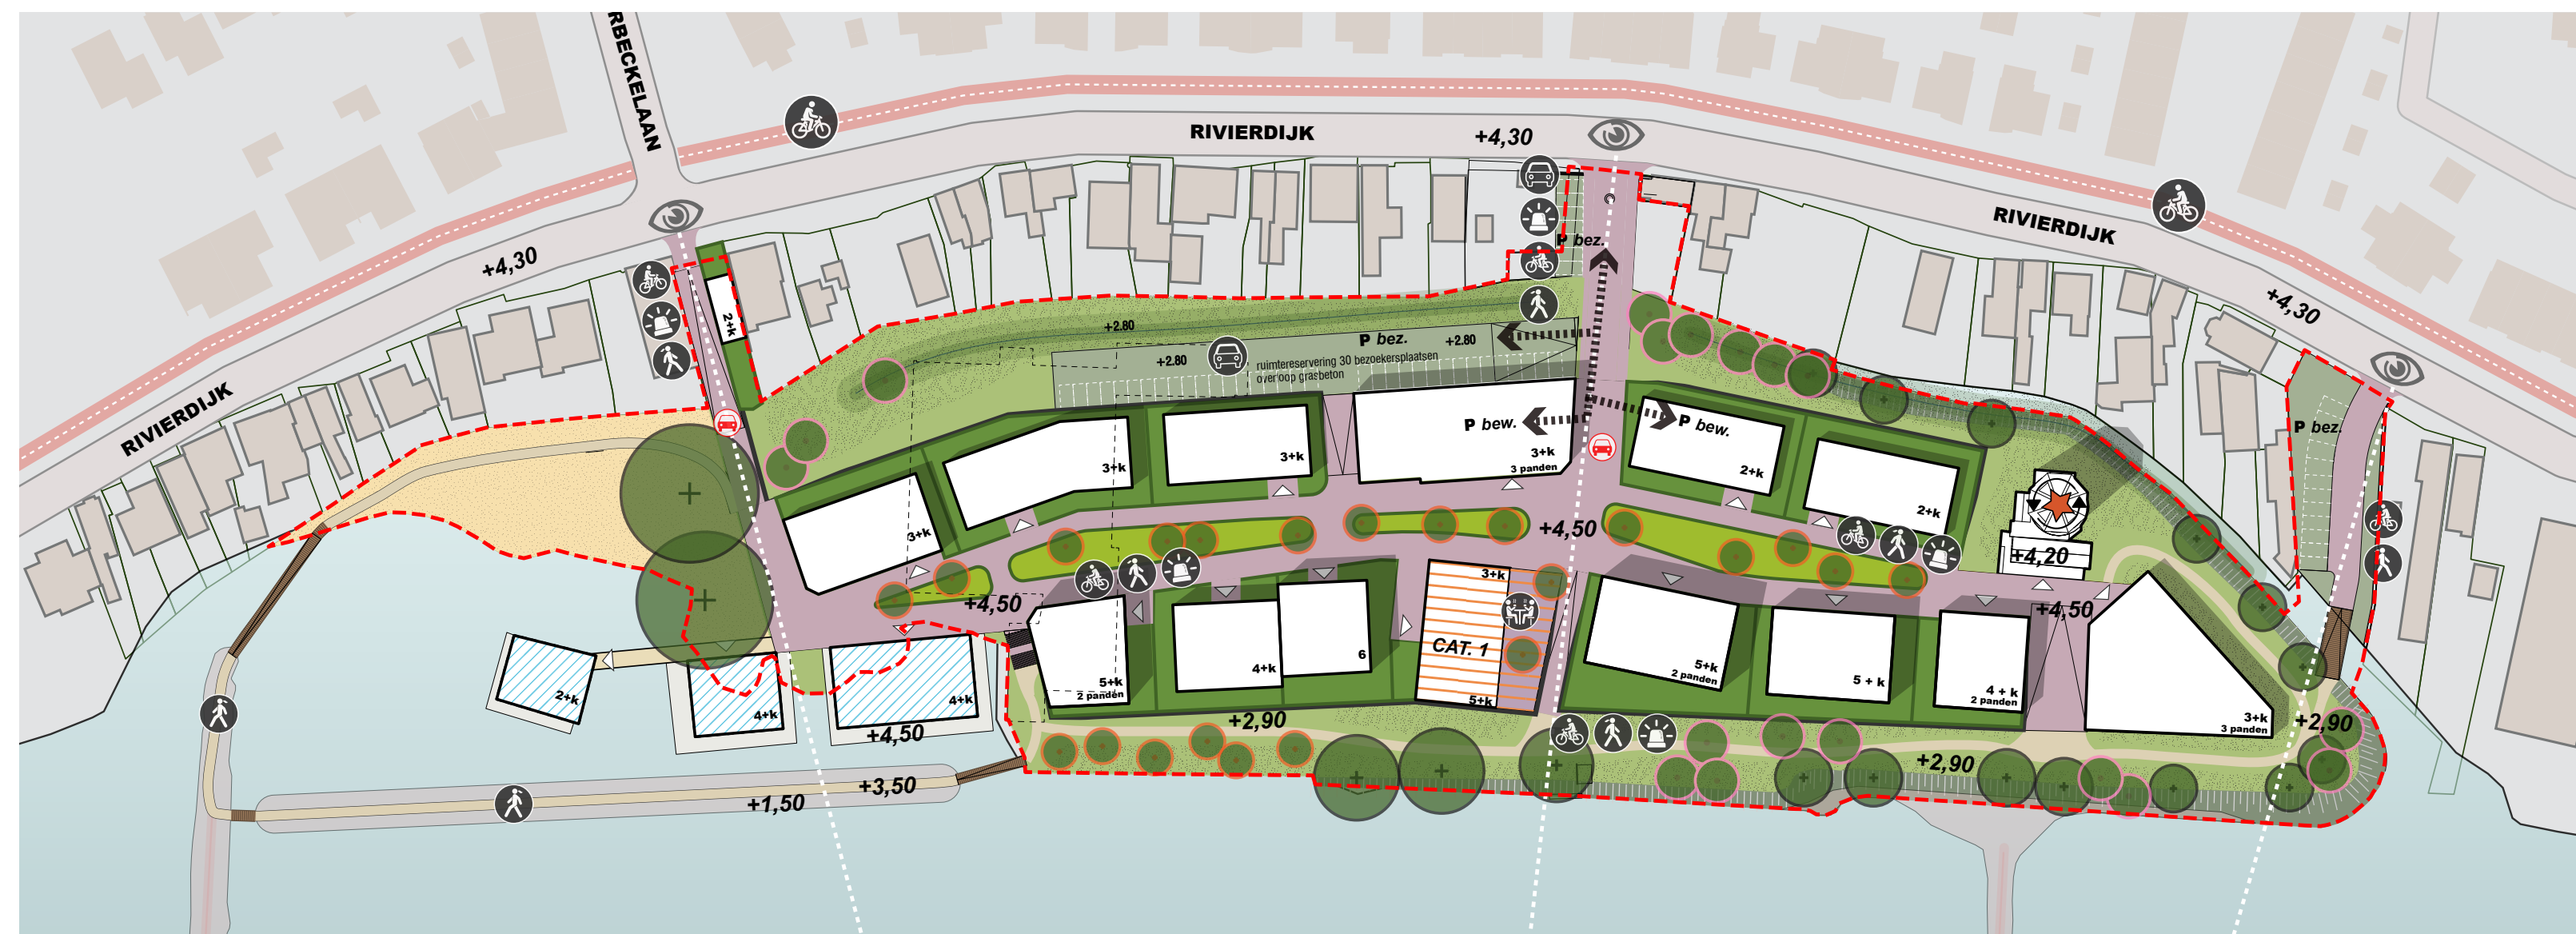 RBECKELAAN
RIVIERDIJK
+4,30
RIVIERDIJK
+4,30
+4,30
RIVIERDIJK
P bez.
2+k
+2.80
P bez.
+2.80
+2.80
ruimtereservering 30 bezoekersplaatsen
overloop grasbeton
RIVIERDIJK
P bez.
P bew.
P bew.
3+k
3+k
3+k
3+k
3 panden
2+k
2+k
+4,50
+4,20
+4,50
+4,50
3+k
CAT. 1
5+k
2+k
4+k
4+k
+4,50
5+k
2 panden
4+k
6
5+k
2 panden
5 + k
4 + k
2 panden
3+k
3 panden
+2,90
+2,90
+2,90
+3,50
+1,50